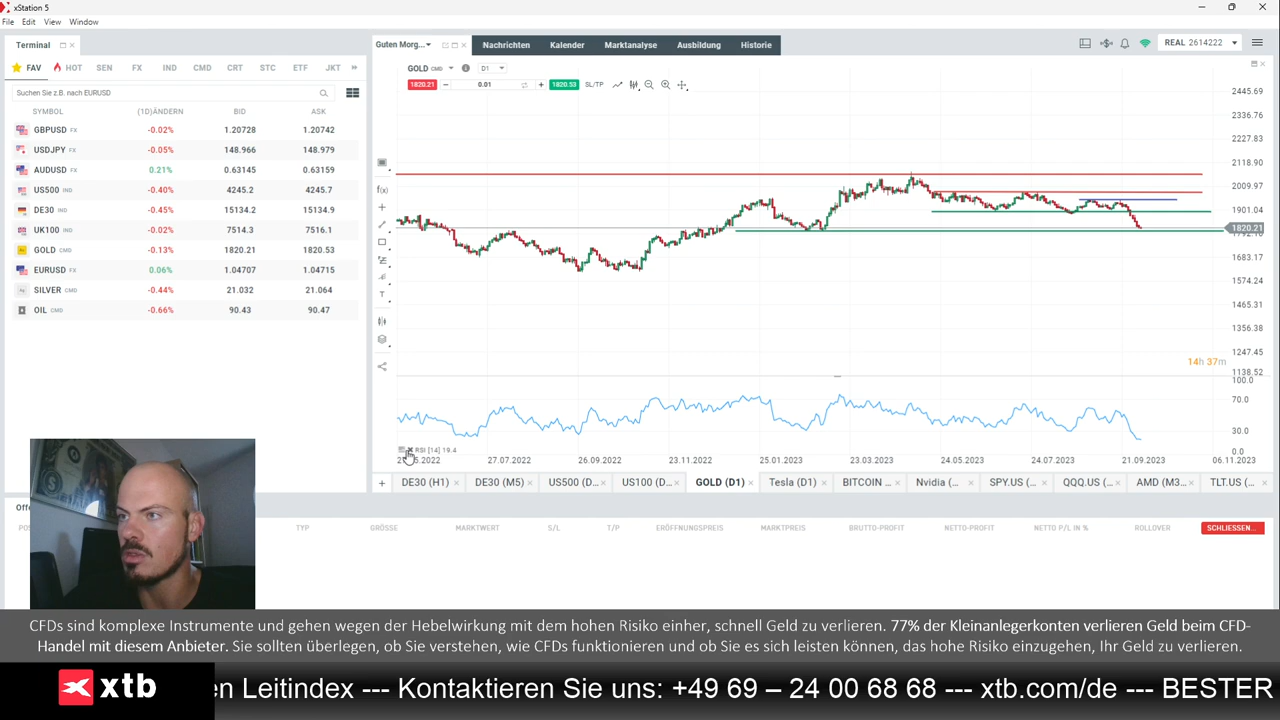 xStation 5
File Edit View Window
Terminal
Guten Morg... Nachrichten Kalender Marktanalyse Ausbildung Historie
REAL 2614222
FAV HOT SEN FX IND CMD CRT STC ETF JKT
GOLD CMD D1
1820.21 0.01 1820.53 SL/TP
Suchen Sie z.B. nach EURUSD
SYMBOL (1D)ÄNDERN BID ASK
GBPUSD FX -0.02% 1.20728 1.20742
USDJPY FX -0.05% 148.966 148.979
AUDUSD FX 0.21% 0.63145 0.63159
US500 IND -0.40% 4245.2 4245.7
DE30 IND -0.45% 15134.2 15134.9
UK100 IND -0.02% 7514.3 7516.1
GOLD CMD -0.13% 1820.21 1820.53
EURUSD FX 0.06% 1.04707 1.04715
SILVER CMD -0.44% 21.032 21.064
OIL CMD -0.66% 90.43 90.47
2445.69
2336.76
2227.83
2118.90
2009.97
1901.04
1820.21
1683.17
1574.24
1465.31
1356.38
1247.45
14h 37m
1138.52
100.0
70.0
30.0
0.0
RSI [14] 19.4
27.07.2022 26.09.2022 23.11.2022 25.01.2023 23.03.2023 24.05.2023 24.07.2023 21.09.2023 06.11.2023
DE30 (H1) DE30 (M5) US500 (D... US100 (D... GOLD (D1) Tesla (D1) BITCOIN ... Nvidia (... SPY.US (... QQQ.US (... AMD (M3... TLT.US (...
TYP GRÖSSE MARKTWERT S/L T/P ERÖFFNUNGSPREIS MARKTPREIS BRUTTO-PROFIT NETTO-PROFIT NETTO P/L IN % ROLLOVER SCHLIESSEN...
CFDs sind komplexe Instrumente und gehen wegen der Hebelwirkung mit dem hohen Risiko einher, schnell Geld zu verlieren. 77% der Kleinanlegerkonten verlieren Geld beim CFD-
Handel mit diesem Anbieter. Sie sollten überlegen, ob Sie verstehen, wie CFDs funktionieren und ob Sie es sich leisten können, das hohe Risiko einzugehen, Ihr Geld zu verlieren.
xtb en Leitindex --- Kontaktieren Sie uns: +49 69 – 24 00 68 68 --- xtb.com/de --- BESTER